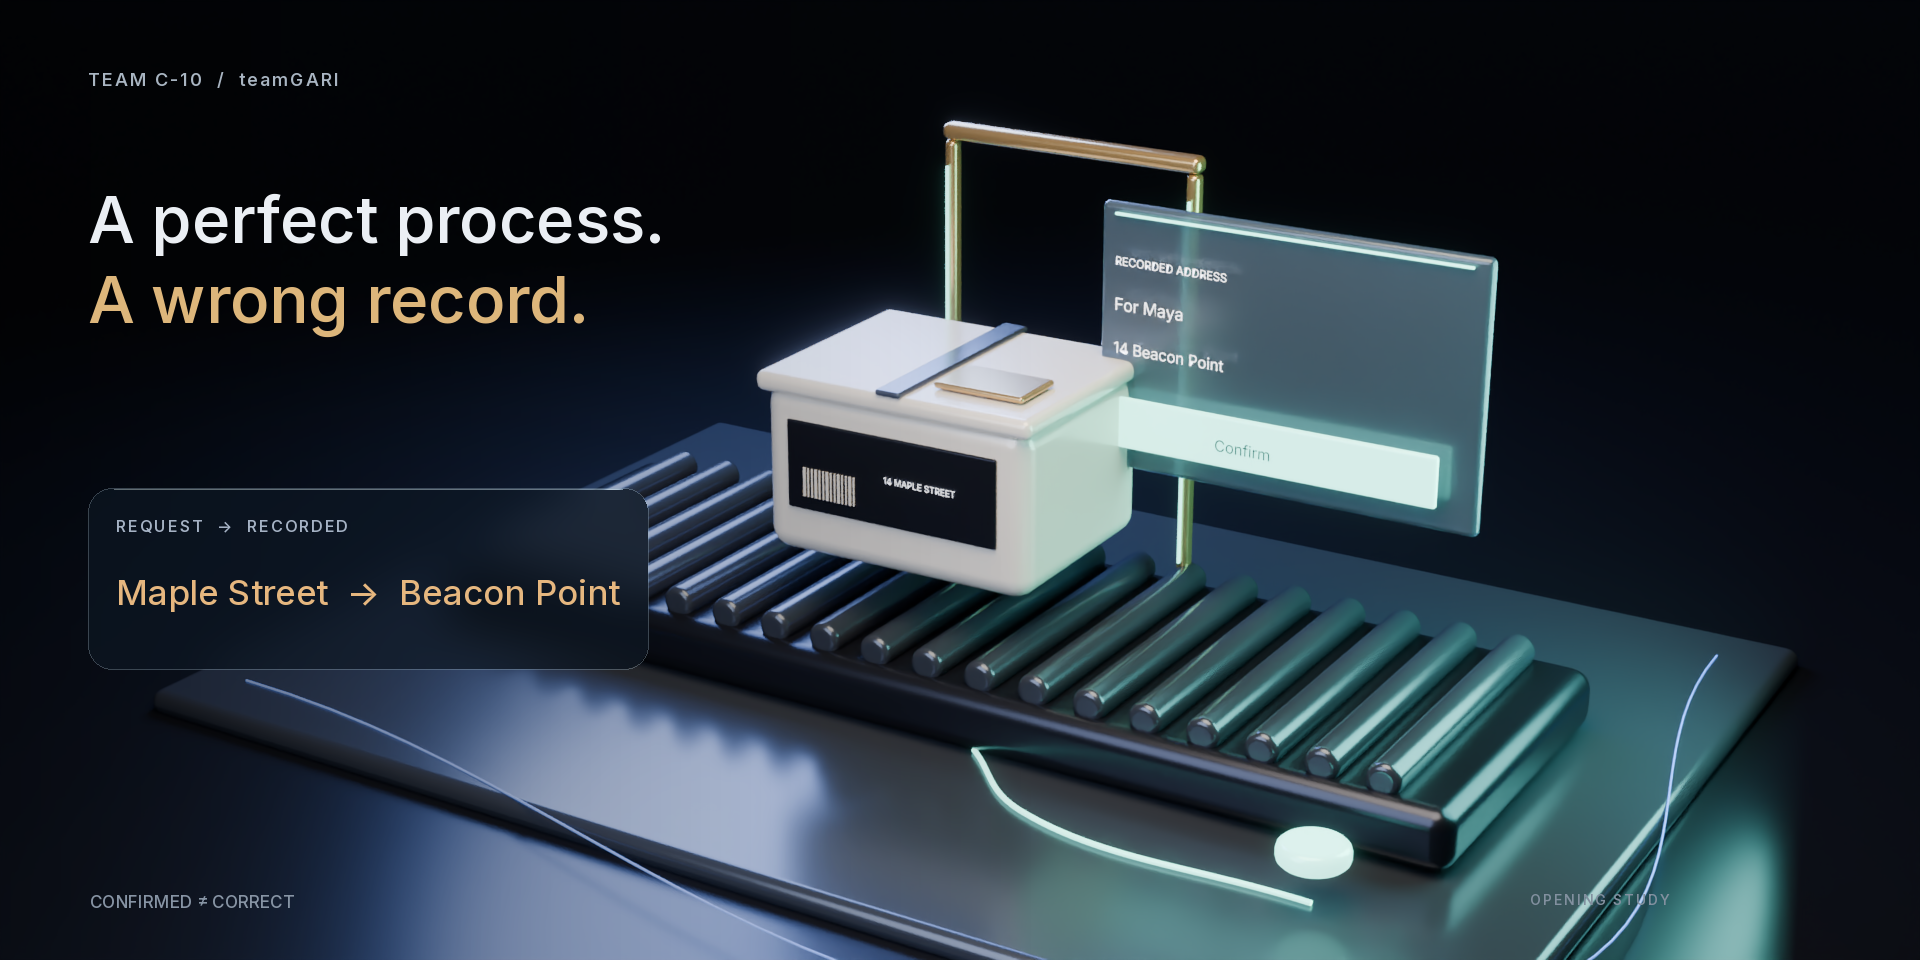 TEAM C-10 / teamGARI
A perfect process.
A wrong record.
RECORDED ADDRESS
For Maya
14 Beacon Point
Confirm
14 MAPLE STREET
REQUEST → RECORDED
Maple Street → Beacon Point
CONFIRMED ≠ CORRECT
OPENING STUDY